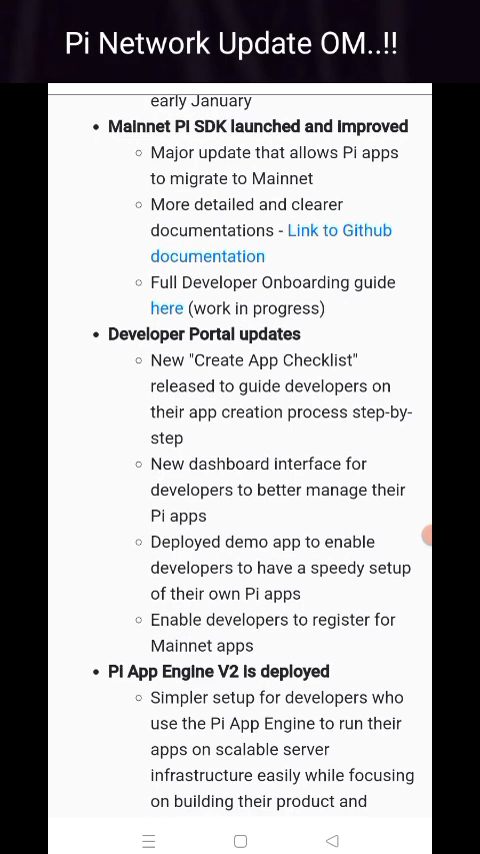 Pi Network Update OM..!!
early January
• Mainnet Pi SDK launched and improved
◦ Major update that allows Pi apps
to migrate to Mainnet
◦ More detailed and clearer
documentations - Link to Github
documentation
◦ Full Developer Onboarding guide
here (work in progress)
• Developer Portal updates
◦ New "Create App Checklist"
released to guide developers on
their app creation process step-by-
step
◦ New dashboard interface for
developers to better manage their
Pi apps
◦ Deployed demo app to enable
developers to have a speedy setup
of their own Pi apps
◦ Enable developers to register for
Mainnet apps
• Pi App Engine V2 is deployed
◦ Simpler setup for developers who
use the Pi App Engine to run their
apps on scalable server
infrastructure easily while focusing
on building their product and